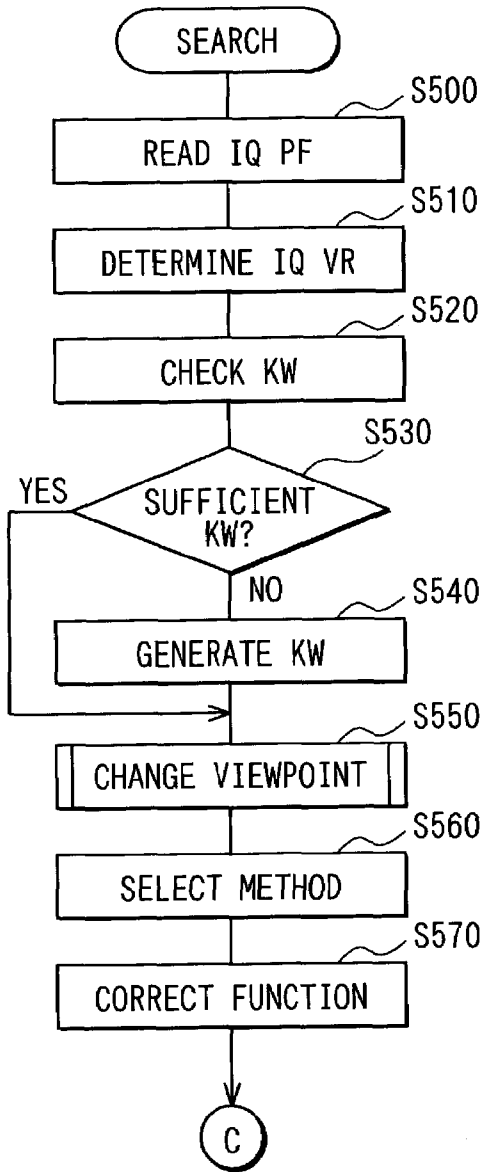 SEARCH
S500
READ IQ PF
S510
DETERMINE IQ VR
S520
CHECK KW
S530
YES
SUFFICIENT
KW?
NO
S540
GENERATE KW
S550
CHANGE VIEWPOINT
S560
SELECT METHOD
S570
CORRECT FUNCTION
C